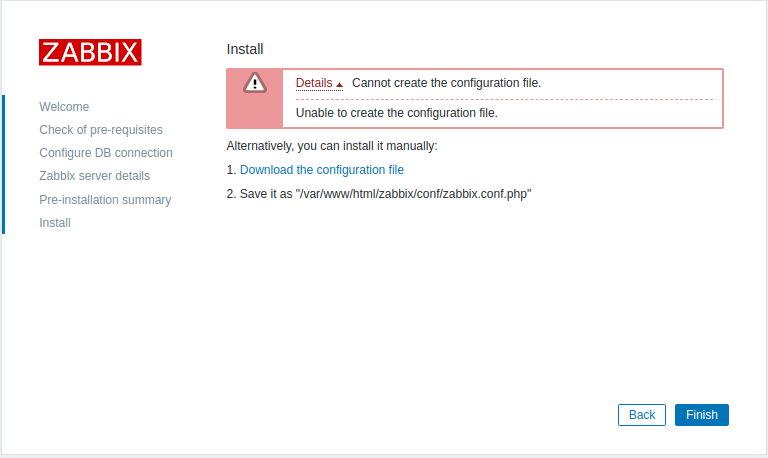 ZABBIX
Welcome
Check of pre-requisites
Configure DB connection
Zabbix server details
Pre-installation summary
Install
Install
Details Cannot create the configuration file.
Unable to create the configuration file.
Alternatively, you can install it manually:
1. Download the configuration file
2. Save it as "/var/www/html/zabbix/conf/zabbix.conf.php"
Back Finish